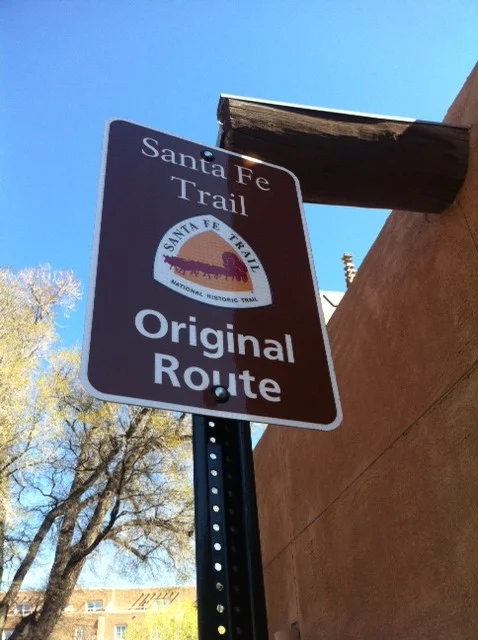 Santa Fe
Trail
SANTA FE TRAIL
NATIONAL HISTORIC TRAIL
Original
Route